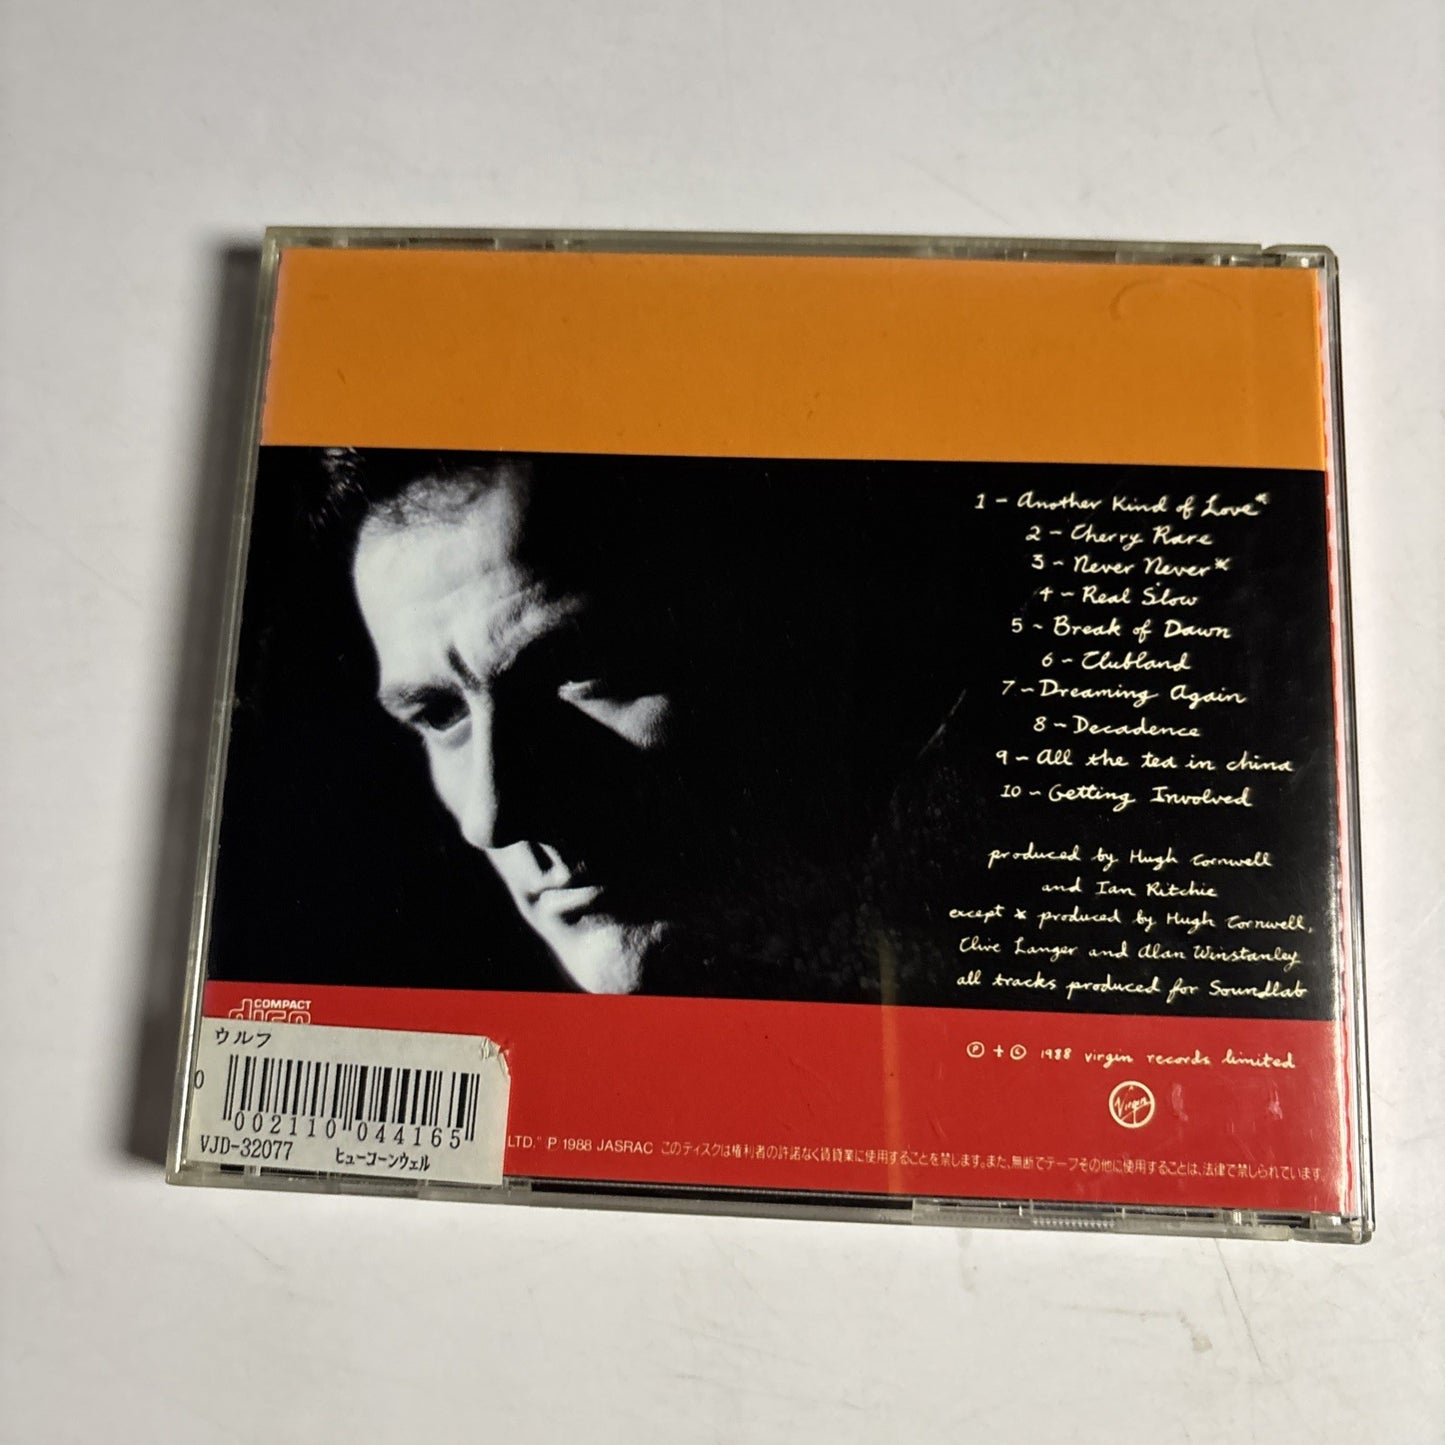 1 - Another Kind of Love*
2 - Cherry Rare
3 - Never Never*
4 - Real Slow
5 - Break of Dawn
6 - Clubland
7 - Dreaming Again
8 - Decadence
9 - All the tea in china
10 - Getting Involved
produced by Hugh Cornwell
and Ian Ritchie
except * produced by Hugh Cornwell,
Clive Langer and Alan Winstanley
all tracks produced for Soundlab
COMPACT
disc
ウルフ
0
002110 044165
VJD-32077
ヒューコーンウェル
℗ + © 1988 virgin records limited
Virgin
LTD." P 1988 JASRAC このディスクは権利者の許諾なく賃貸業に使用することを禁じます。また、無断でテープその他に使用することは、法律で禁じられています。